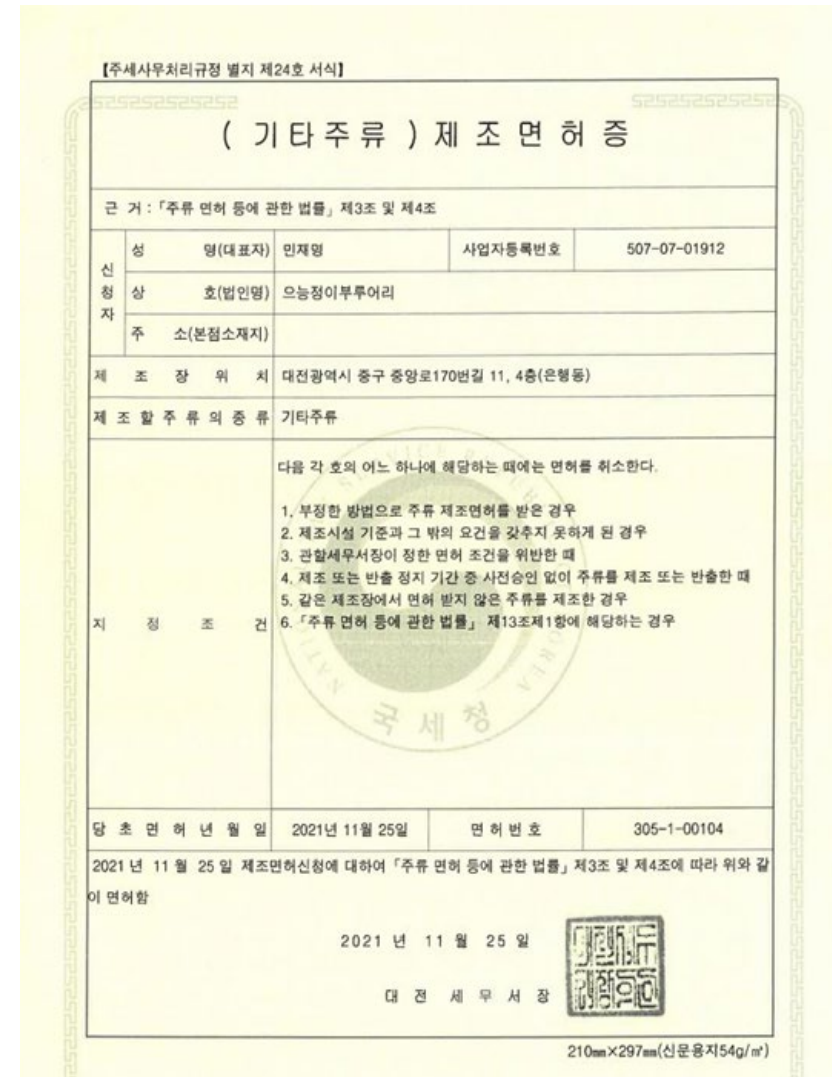 【주세사무처리규정 별지 제24호 서식】
( 기타주류 ) 제 조 면 허 증
근 거 : 「주류 면허 등에 관한 법률」 제3조 및 제4조
신청자
성 명(대표자) 민재명 사업자등록번호 507-07-01912
상 호(법인명) 으능정이부루어리
주 소(본점소재지)
제 조 장 위 치 대전광역시 중구 중앙로170번길 11, 4층(은행동)
제 조 할 주 류 의 종 류 기타주류
지 정 조 건
다음 각 호의 어느 하나에 해당하는 때에는 면허를 취소한다.
1. 부정한 방법으로 주류 제조면허를 받은 경우
2. 제조시설 기준과 그 밖의 요건을 갖추지 못하게 된 경우
3. 관할세무서장이 정한 면허 조건을 위반한 때
4. 제조 또는 반출 정지 기간 중 사전승인 없이 주류를 제조 또는 반출한 때
5. 같은 제조장에서 면허 받지 않은 주류를 제조한 경우
6. 「주류 면허 등에 관한 법률」 제13조제1항에 해당하는 경우
국세청
당 초 면 허 년 월 일 2021년 11월 25일 면 허 번 호 305-1-00104
2021 년 11 월 25 일 제조면허신청에 대하여 「주류 면허 등에 관한 법률」 제3조 및 제4조에 따라 위와 같
이 면허함
2021 년 11 월 25 일
대 전 세 무 서 장
210㎜×297㎜(신문용지54g/㎡)